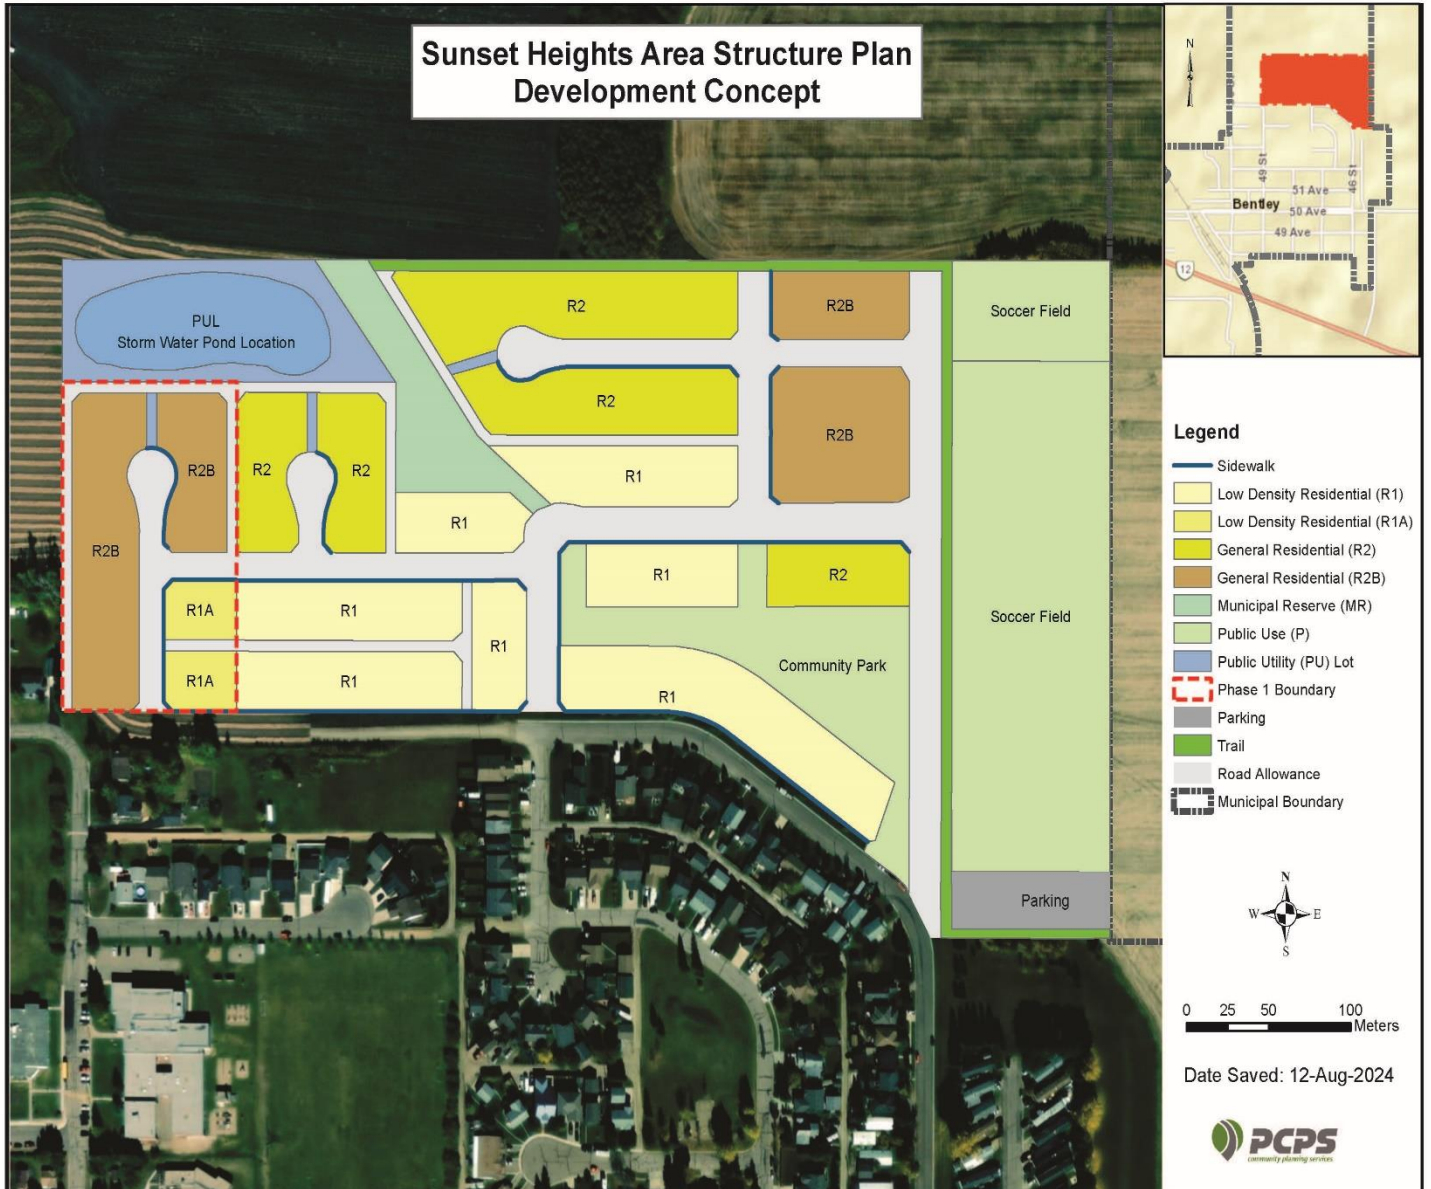 Sunset Heights Area Structure Plan
Development Concept
N
49 St
46 St
51 Ave
Bentley
50 Ave
49 Ave
12
R2
R2B
Soccer Field
PUL
Storm Water Pond Location
R2
R2B
R2B
R2
R2
R1
R1
R2B
R1
R2
R1A
R1
R1
Soccer Field
Community Park
R1A
R1
R1
Parking
Legend
Sidewalk
Low Density Residential (R1)
Low Density Residential (R1A)
General Residential (R2)
General Residential (R2B)
Municipal Reserve (MR)
Public Use (P)
Public Utility (PU) Lot
Phase 1 Boundary
Parking
Trail
Road Allowance
Municipal Boundary
N
W E
S
0 25 50 100
Meters
Date Saved: 12-Aug-2024
PCPS
community planning services